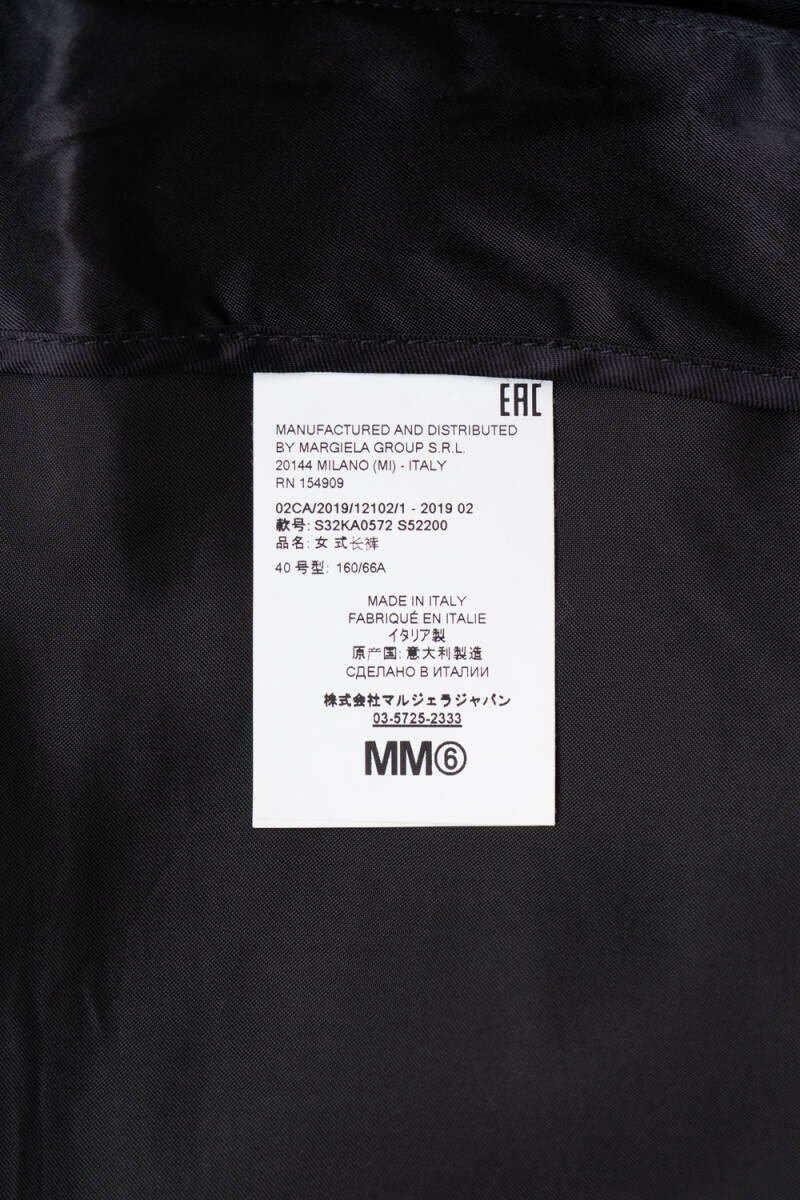 EAC
MANUFACTURED AND DISTRIBUTED
BY MARGIELA GROUP S.R.L.
20144 MILANO (MI) - ITALY
RN 154909
02CA/2019/12102/1 - 2019 02
款号: S32KA0572 S52200
品名: 女 式长裤
40 号型: 160/66A
MADE IN ITALY
FABRIQUÉ EN ITALIE
イタリア製
原产国: 意大利製造
СДЕЛАНО В ИТАЛИИ
株式会社マルジェラジャパン
03-5725-2333
MM⑥